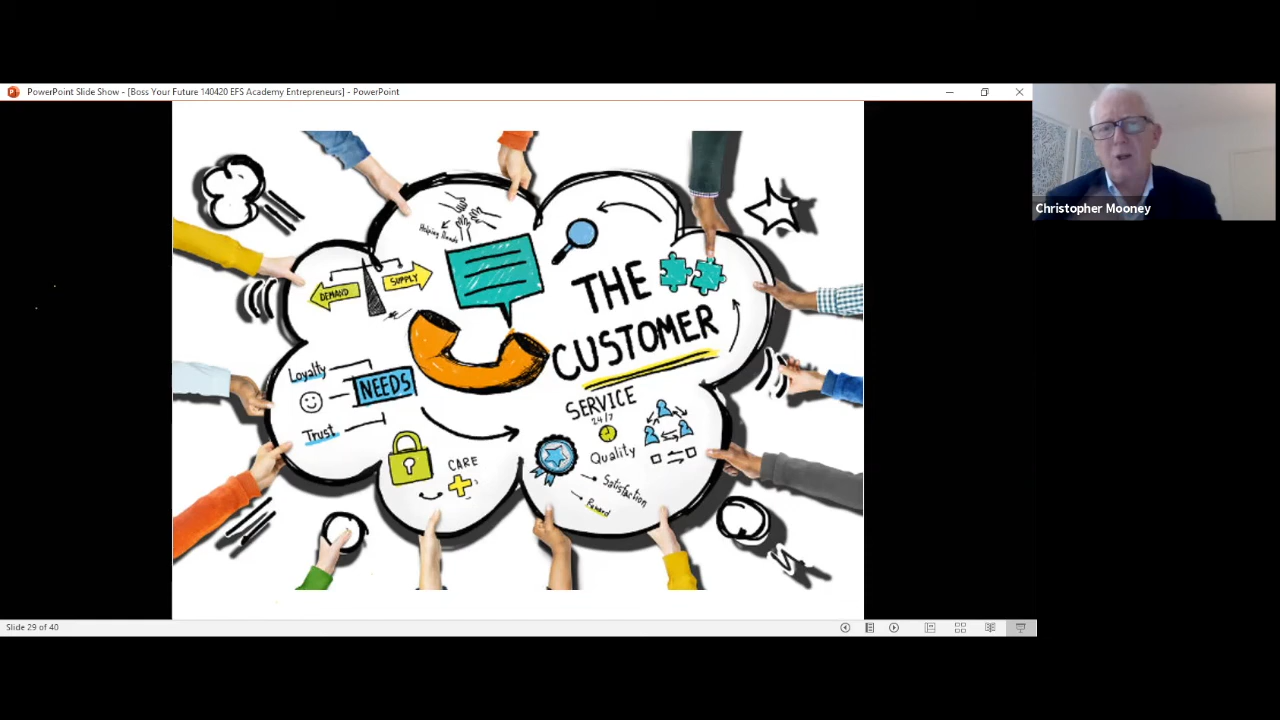 PowerPoint Slide Show - [Boss Your Future 140420 EFS Academy Entrepreneurs] - PowerPoint
Christopher Mooney
Helping Hands
DEMAND
SUPPLY
THE
CUSTOMER
Loyalty
NEEDS
Trust
CARE
SERVICE
24/7
Quality
Satisfaction
Reward
Slide 29 of 40